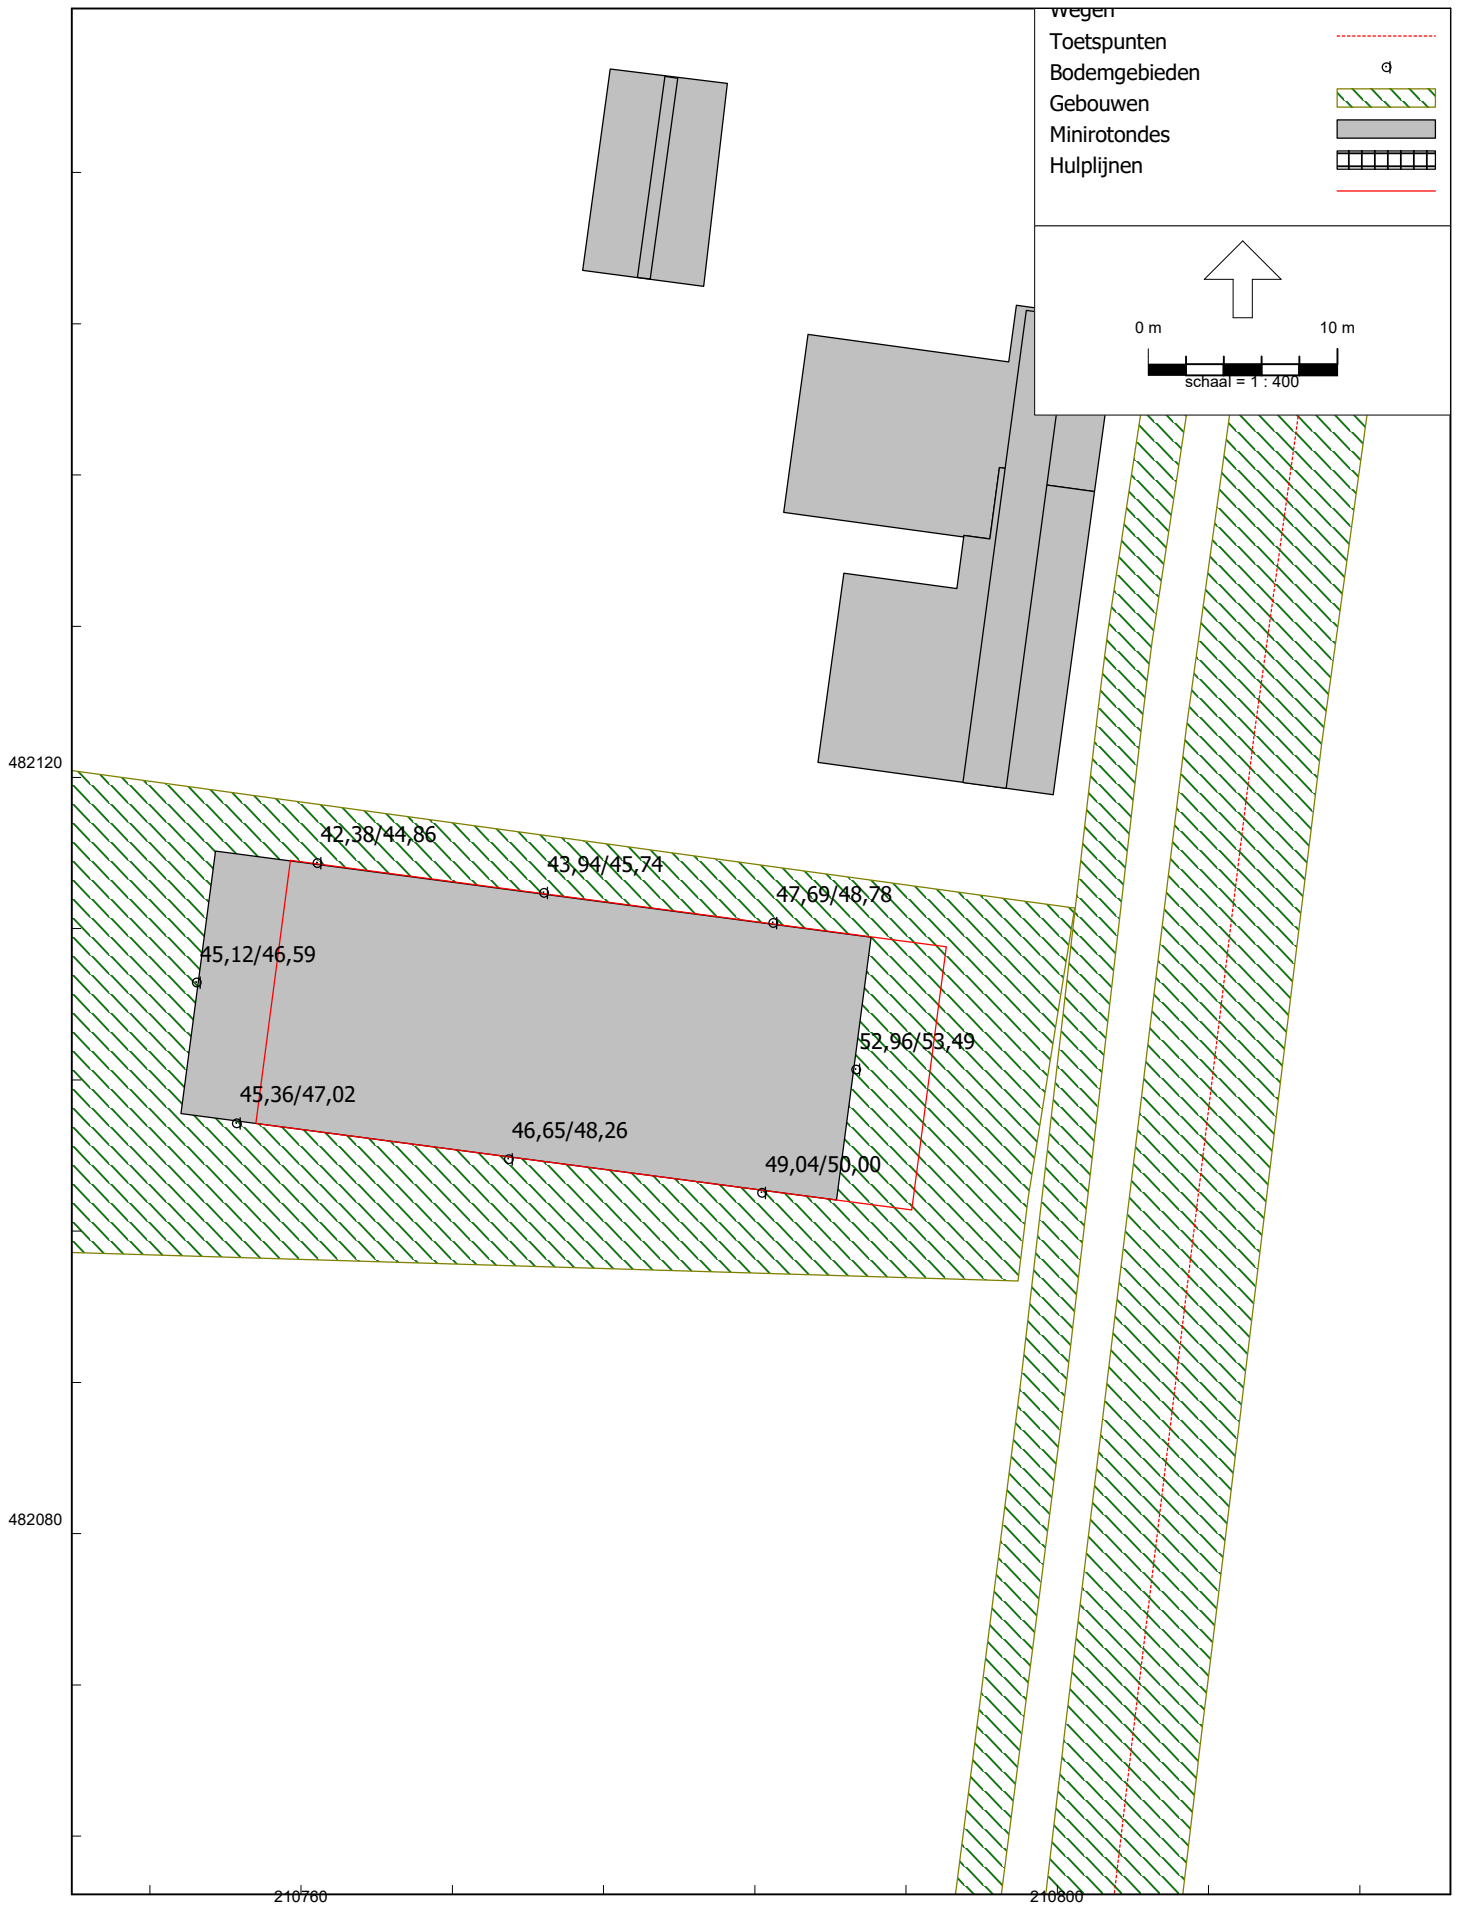 Wegen
Toetspunten
Bodemgebieden
Gebouwen
Minirotondes
Hulplijnen
0 m 10 m
schaal = 1 : 400
482120
42,38/44,86
43,94/45,74
47,69/48,78
45,12/46,59
52,96/53,49
45,36/47,02
46,65/48,26
49,04/50,00
482080
210760 210800